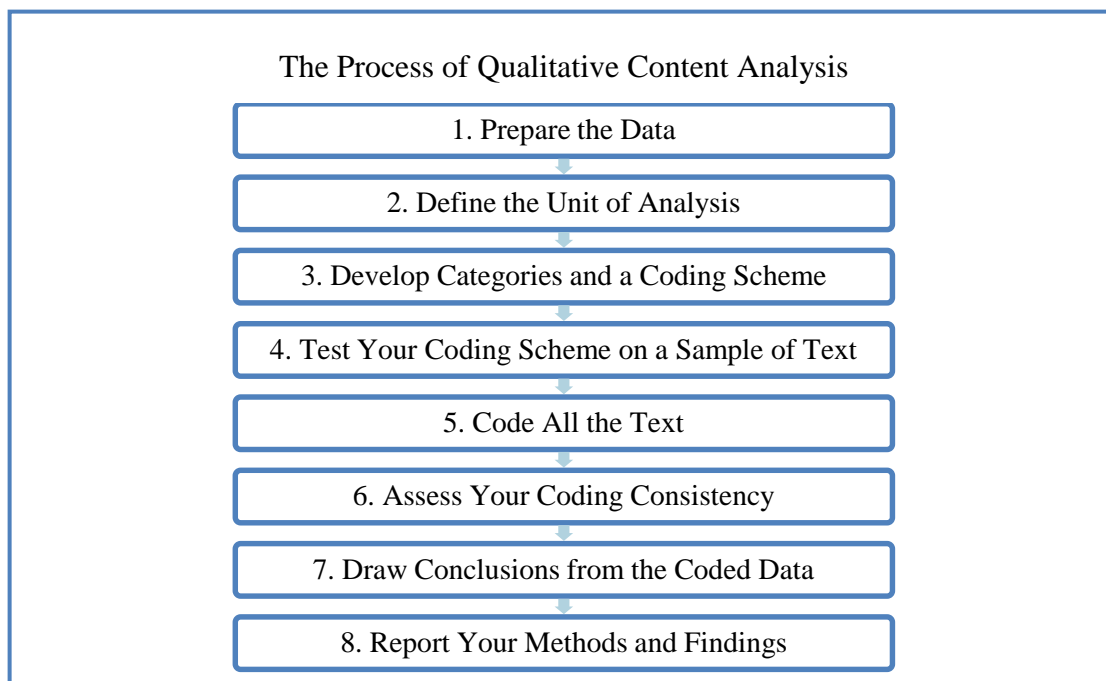 The Process of Qualitative Content Analysis
1. Prepare the Data
2. Define the Unit of Analysis
3. Develop Categories and a Coding Scheme
4. Test Your Coding Scheme on a Sample of Text
5. Code All the Text
6. Assess Your Coding Consistency
7. Draw Conclusions from the Coded Data
8. Report Your Methods and Findings